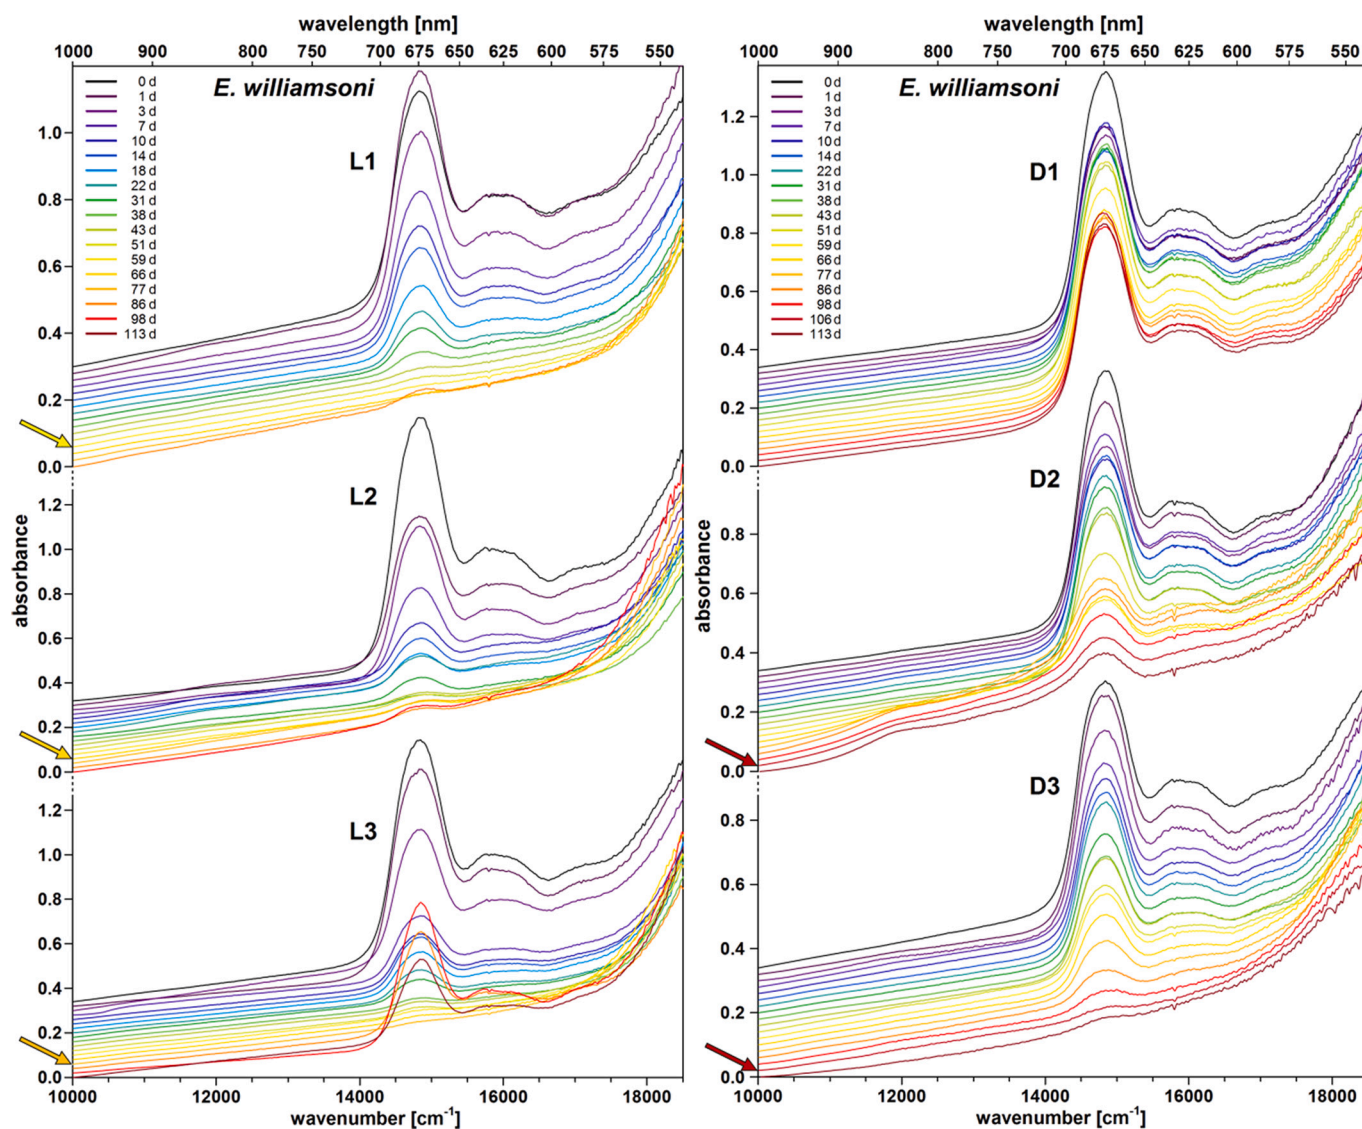 wavelength [nm]
1000 900 800 750 700 675 650 625 600 575 550
E. williamsoni
0 d
1 d
3 d
7 d
10 d
14 d
18 d
22 d
31 d
38 d
43 d
51 d
59 d
66 d
77 d
86 d
98 d
113 d
L1
1.0
0.8
0.6
0.4
0.2
0.0
L2
1.2
1.0
0.8
0.6
0.4
0.2
0.0
L3
1.2
1.0
0.8
0.6
0.4
0.2
0.0
absorbance
10000 12000 14000 16000 18000
wavenumber [cm⁻¹]
wavelength [nm]
1000 900 800 750 700 675 650 625 600 575 550
E. williamsoni
0 d
1 d
3 d
7 d
10 d
14 d
22 d
31 d
38 d
43 d
51 d
59 d
66 d
77 d
86 d
98 d
106 d
113 d
D1
1.2
1.0
0.8
0.6
0.4
0.2
0.0
D2
0.8
0.6
0.4
0.2
0.0
D3
0.8
0.6
0.4
0.2
0.0
absorbance
10000 12000 14000 16000 18000
wavenumber [cm⁻¹]